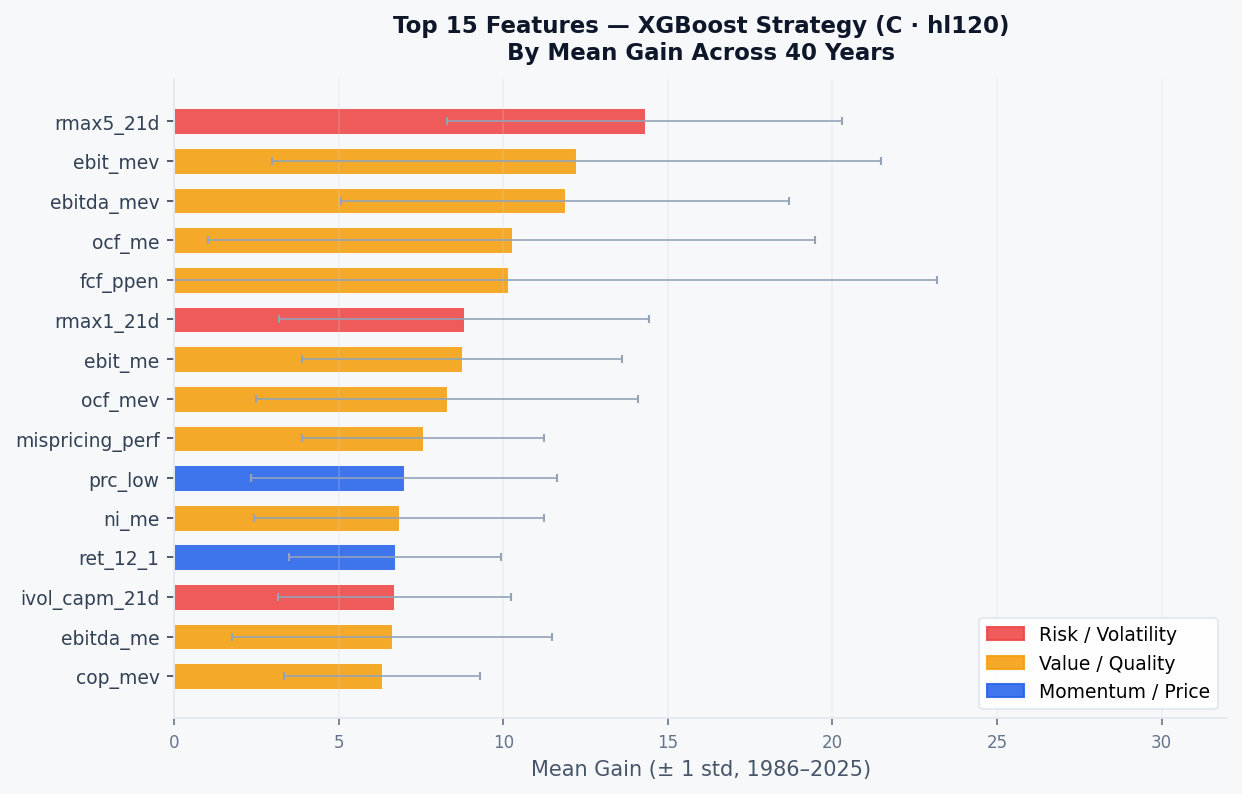 Top 15 Features — XGBoost Strategy (C · hl120)
By Mean Gain Across 40 Years
rmax5_21d
ebit_mev
ebitda_mev
ocf_me
fcf_ppen
rmax1_21d
ebit_me
ocf_mev
mispricing_perf
prc_low
ni_me
ret_12_1
ivol_capm_21d
ebitda_me
cop_mev
Risk / Volatility
Value / Quality
Momentum / Price
0 5 10 15 20 25 30
Mean Gain (± 1 std, 1986–2025)